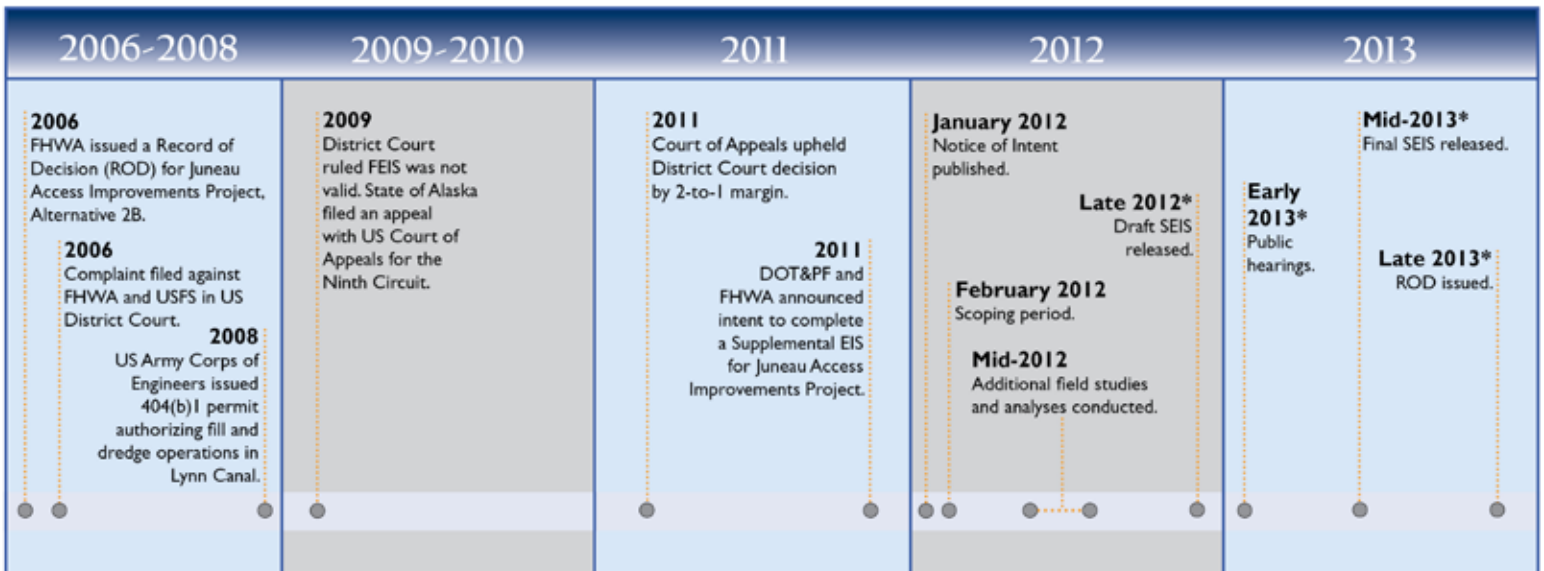 2006-2008
2009-2010
2011
2012
2013
2006
FHWA issued a Record of
Decision (ROD) for Juneau
Access Improvements Project,
Alternative 2B.
2006
Complaint filed against
FHWA and USFS in US
District Court.
2008
US Army Corps of
Engineers issued
404(b)1 permit
authorizing fill and
dredge operations in
Lynn Canal.
2009
District Court
ruled FEIS was not
valid. State of Alaska
filed an appeal
with US Court of
Appeals for the
Ninth Circuit.
2011
Court of Appeals upheld
District Court decision
by 2-to-1 margin.
2011
DOT&PF and
FHWA announced
intent to complete
a Supplemental EIS
for Juneau Access
Improvements Project.
January 2012
Notice of Intent
published.
Late 2012*
Draft SEIS
released.
February 2012
Scoping period.
Mid-2012
Additional field studies
and analyses conducted.
Early
2013*
Public
hearings.
Mid-2013*
Final SEIS released.
Late 2013*
ROD issued.